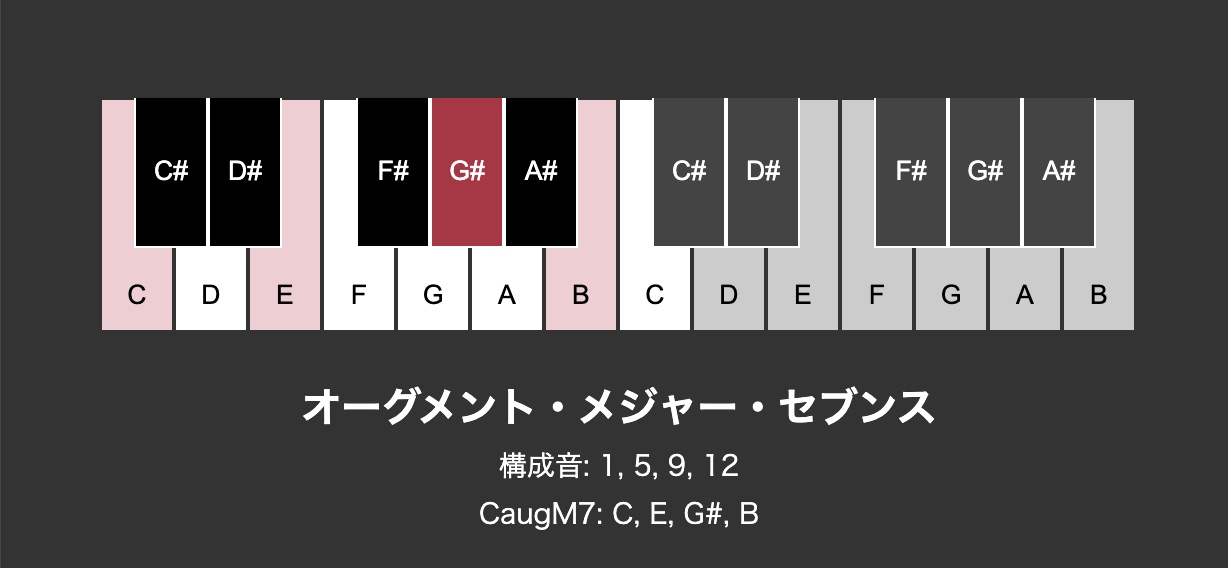 C# D# F# G# A# C# D# F# G# A#
C D E F G A B C D E F G A B
オーグメント・メジャー・セブンス
構成音: 1, 5, 9, 12
CaugM7: C, E, G#, B